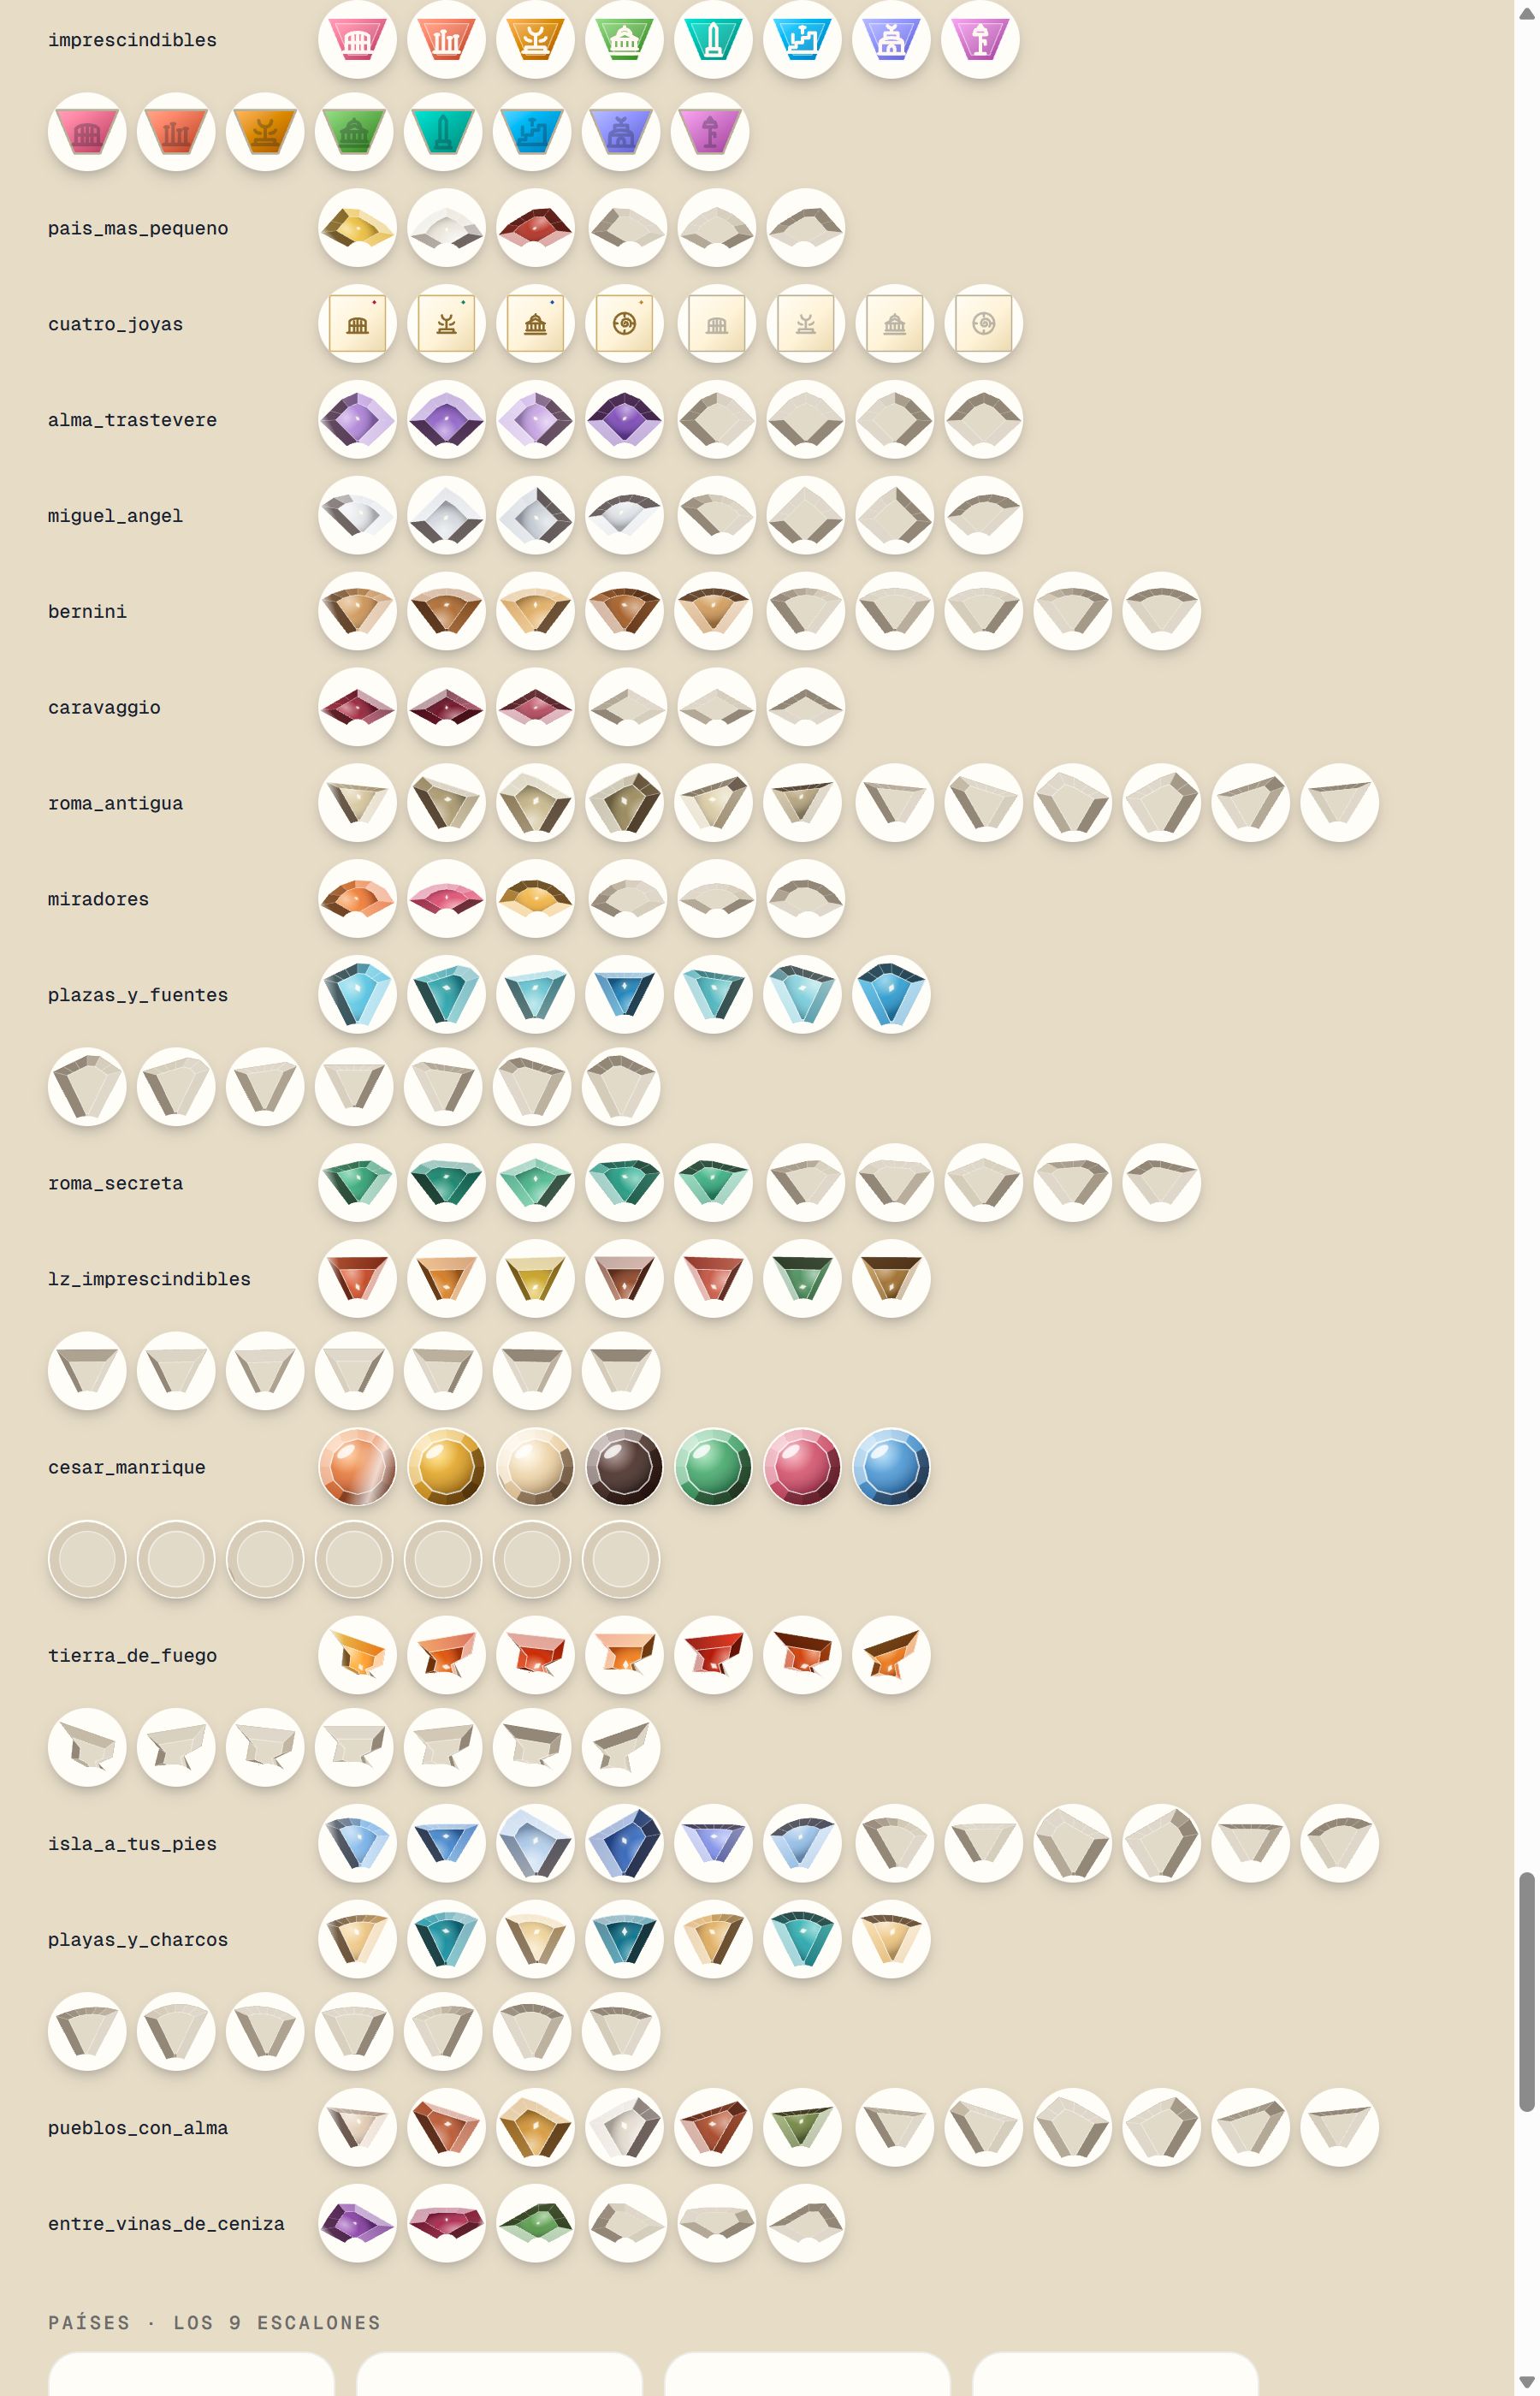 imprescindibles
pais_mas_pequeno
cuatro_joyas
alma_trastevere
miguel_angel
bernini
caravaggio
roma_antigua
miradores
plazas_y_fuentes
roma_secreta
lz_imprescindibles
cesar_manrique
tierra_de_fuego
isla_a_tus_pies
playas_y_charcos
pueblos_con_alma
entre_vinas_de_ceniza
PAÍSES · LOS 9 ESCALONES